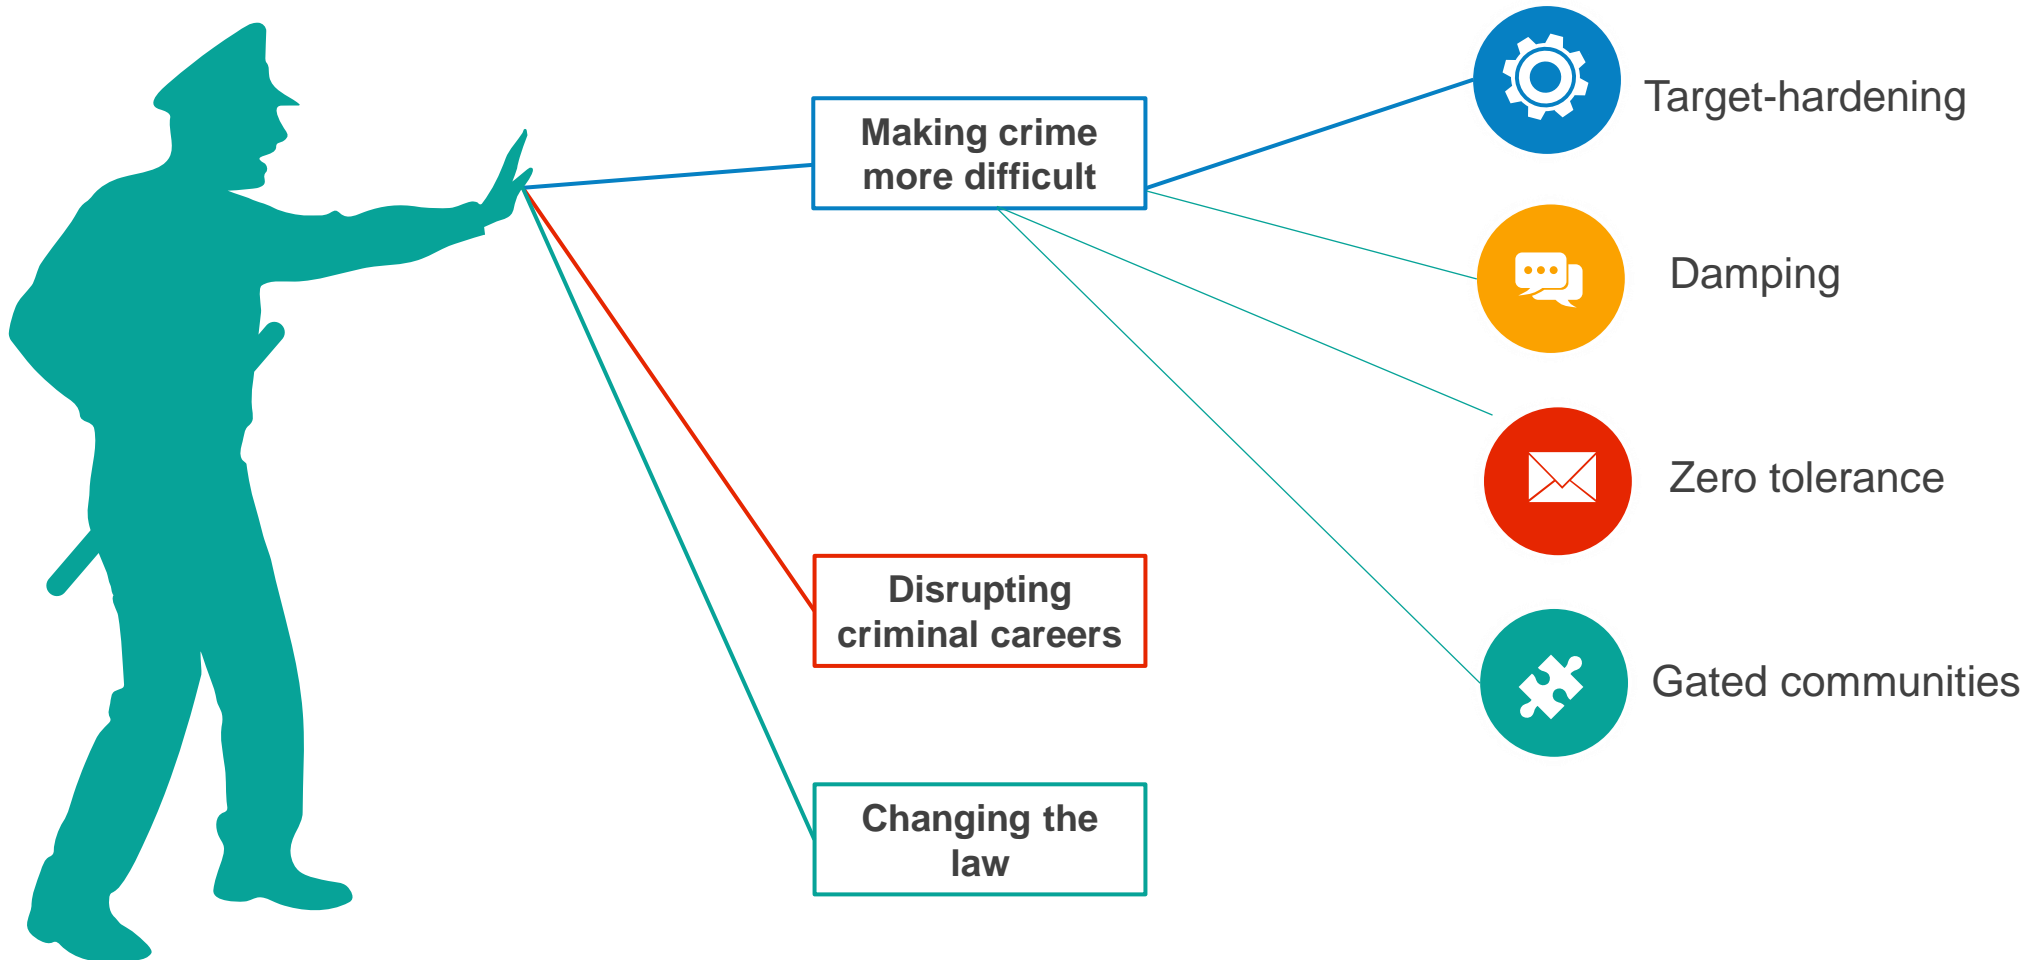 Making crime
more difficult
Disrupting
criminal careers
Changing the
law
Target-hardening
Damping
Zero tolerance
Gated communities